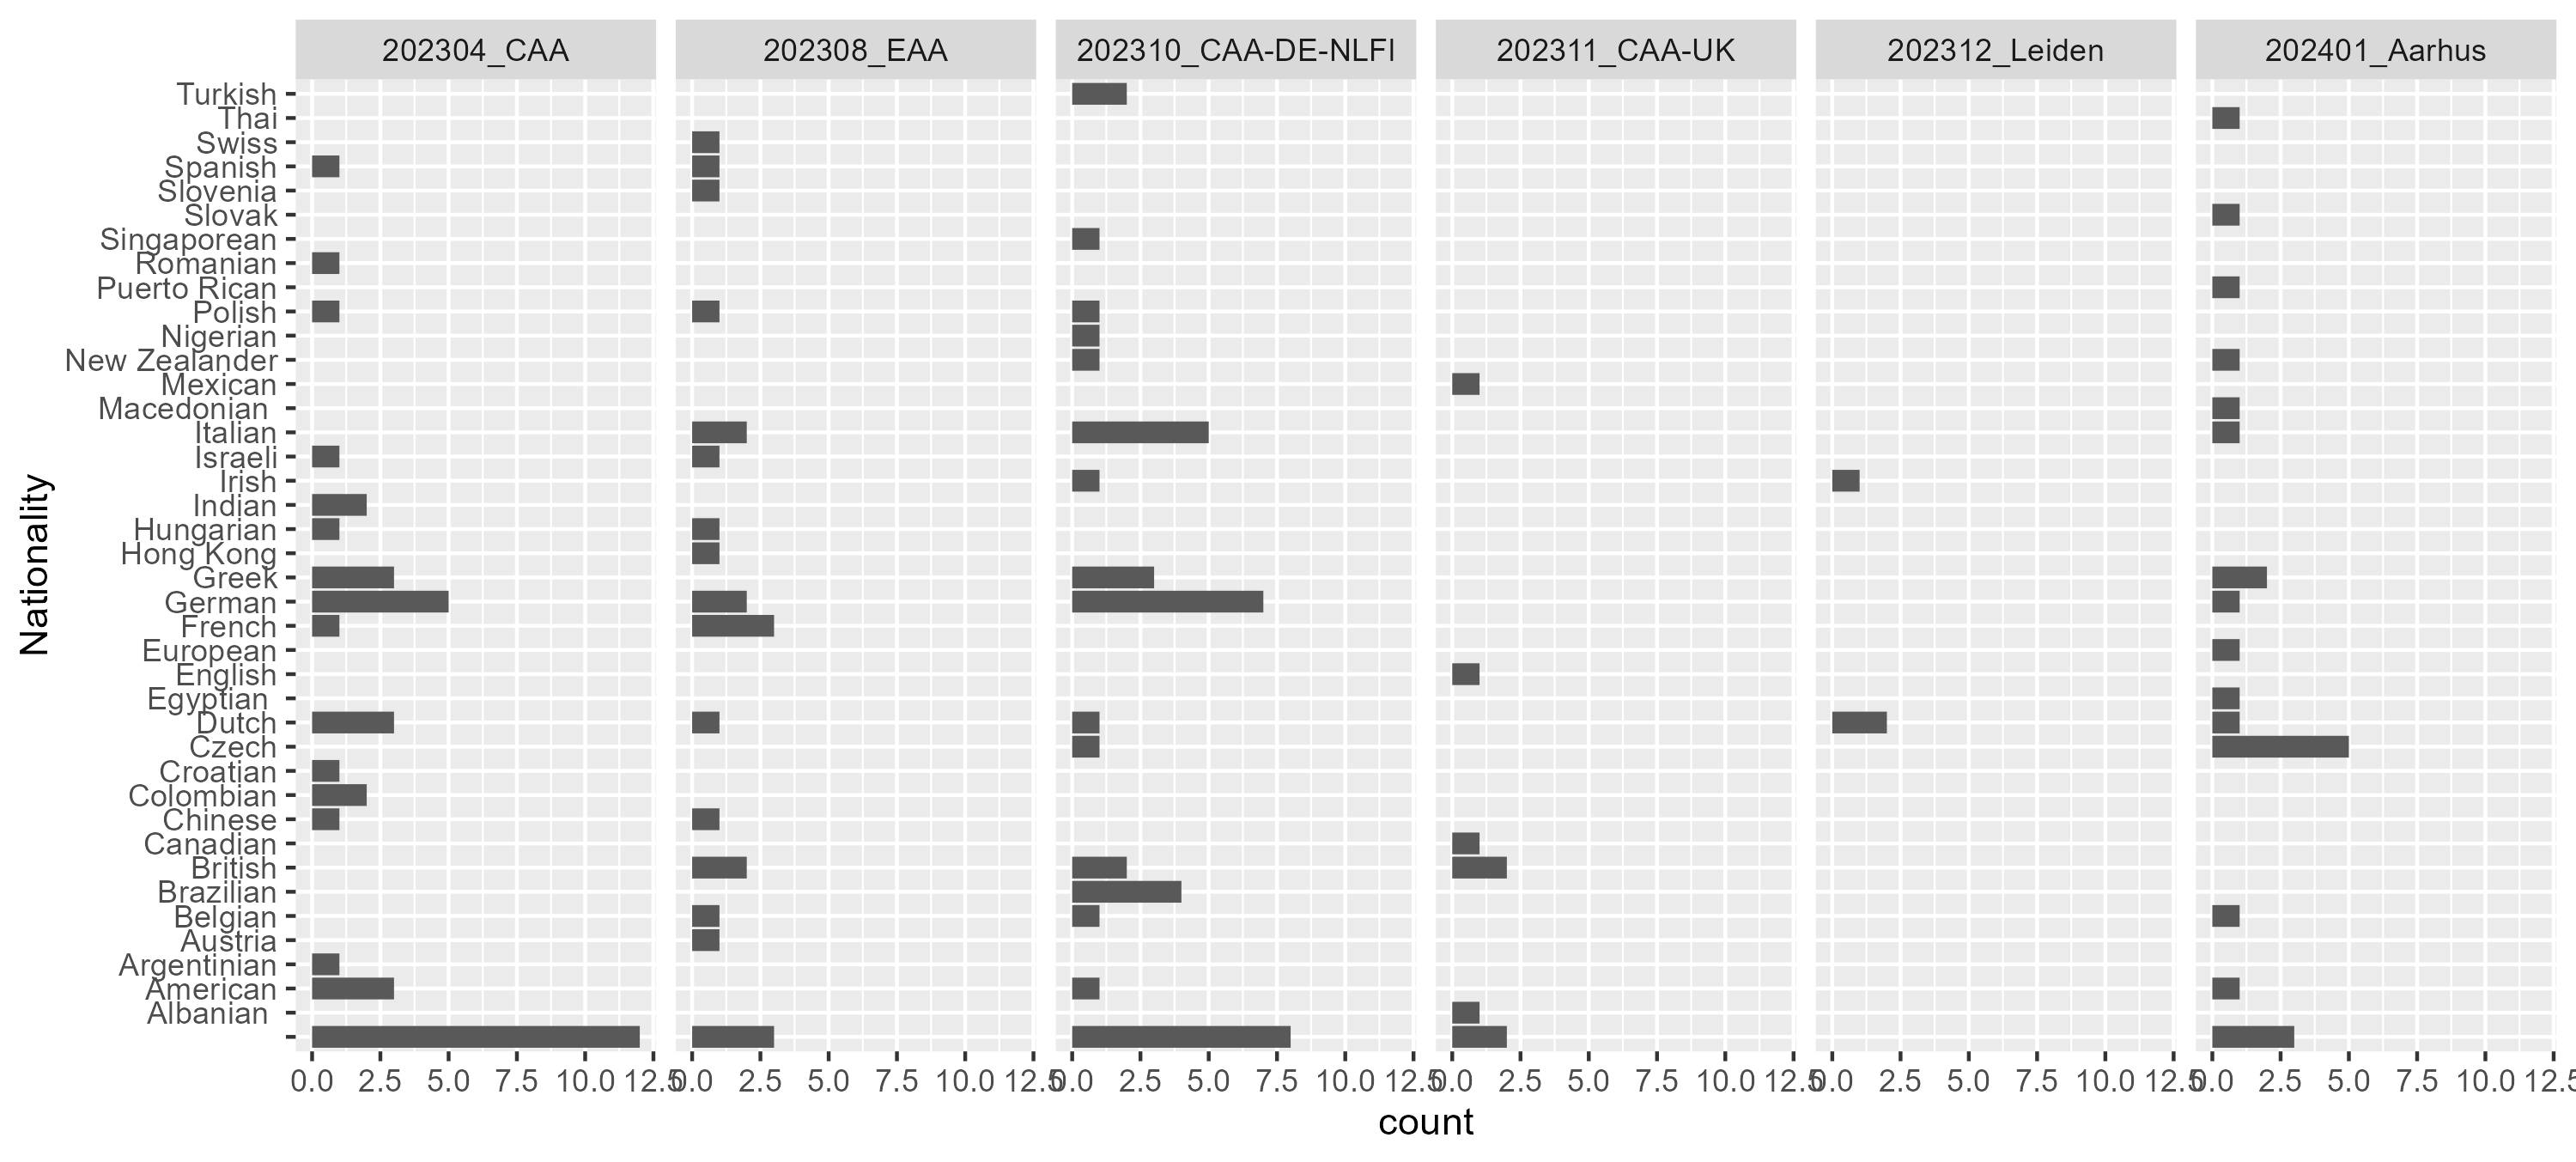 202304_CAA 202308_EAA 202310_CAA-DE-NLFI 202311_CAA-UK 202312_Leiden 202401_Aarhus
Turkish
Thai
Swiss
Spanish
Slovenia
Slovak
Singaporean
Romanian
Puerto Rican
Polish
Nigerian
New Zealander
Mexican
Macedonian
Italian
Israeli
Irish
Indian
Hungarian
Hong Kong
Greek
German
French
European
English
Egyptian
Dutch
Czech
Croatian
Colombian
Chinese
Canadian
British
Brazilian
Belgian
Austria
Argentinian
American
Albanian
Nationality
0.0 2.5 5.0 7.5 10.0 12.5 0.0 2.5 5.0 7.5 10.0 12.5 0.0 2.5 5.0 7.5 10.0 12.5 0.0 2.5 5.0 7.5 10.0 12.5 0.0 2.5 5.0 7.5 10.0 12.5 0.0 2.5 5.0 7.5 10.0 12.5
count